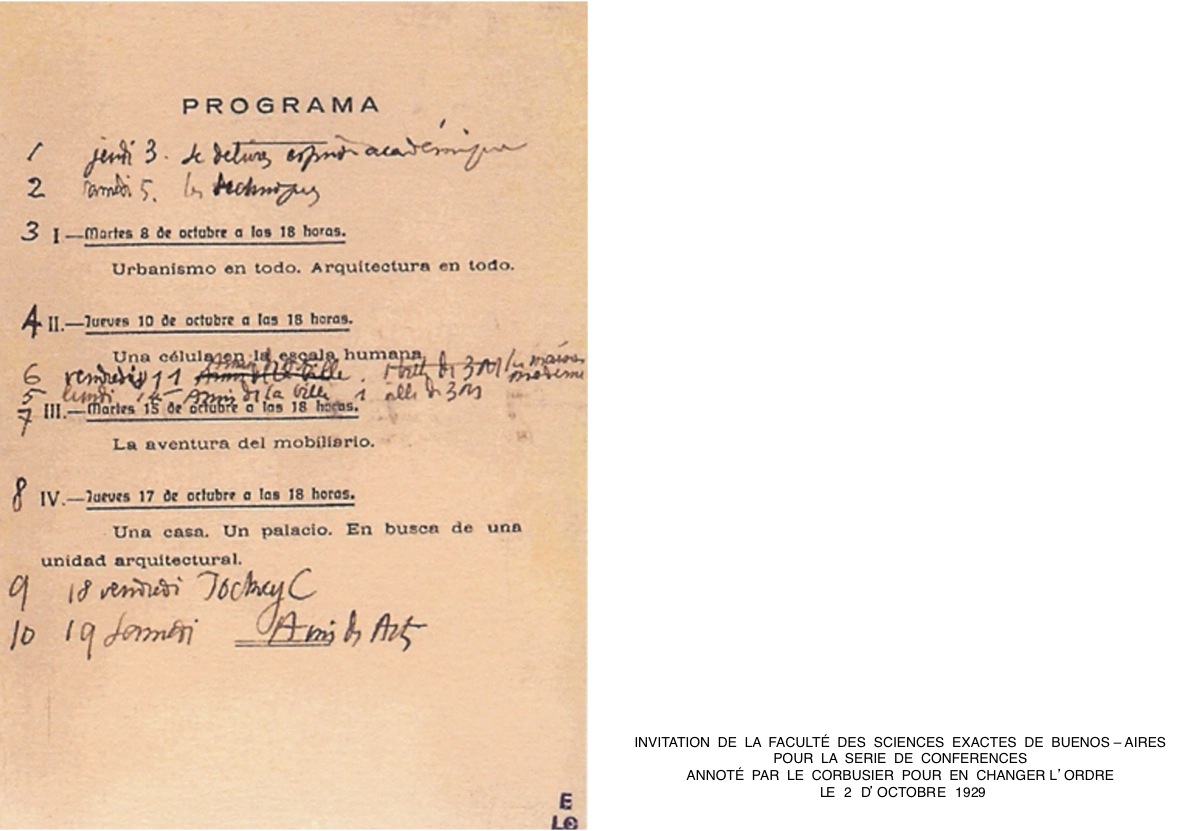 PROGRAMA
1 jeudi 3. se délivrer esprit académique
2 samedi 5. les techniques
3 I—Martes 8 de octubre a las 18 horas.
Urbanismo en todo. Arquitectura en todo.
4 II.—Jueves 10 de octubre a las 18 horas.
Una célula en la escala humana
6 vendredi 11
5 lundi 14 Amis de la Ville
7 III.—Martes 15 de octubre a las 18 horas.
La aventura del mobiliario.
8 IV.—Jueves 17 de octubre a las 18 horas.
Una casa. Un palacio. En busca de una
unidad arquitectural.
9 18 vendredi Jockey C
10 19 Samedi Amis des Arts
E
LC
INVITATION DE LA FACULTÉ DES SCIENCES EXACTES DE BUENOS – AIRES
POUR LA SERIE DE CONFERENCES
ANNOTÉ PAR LE CORBUSIER POUR EN CHANGER L' ORDRE
LE 2 D' OCTOBRE 1929